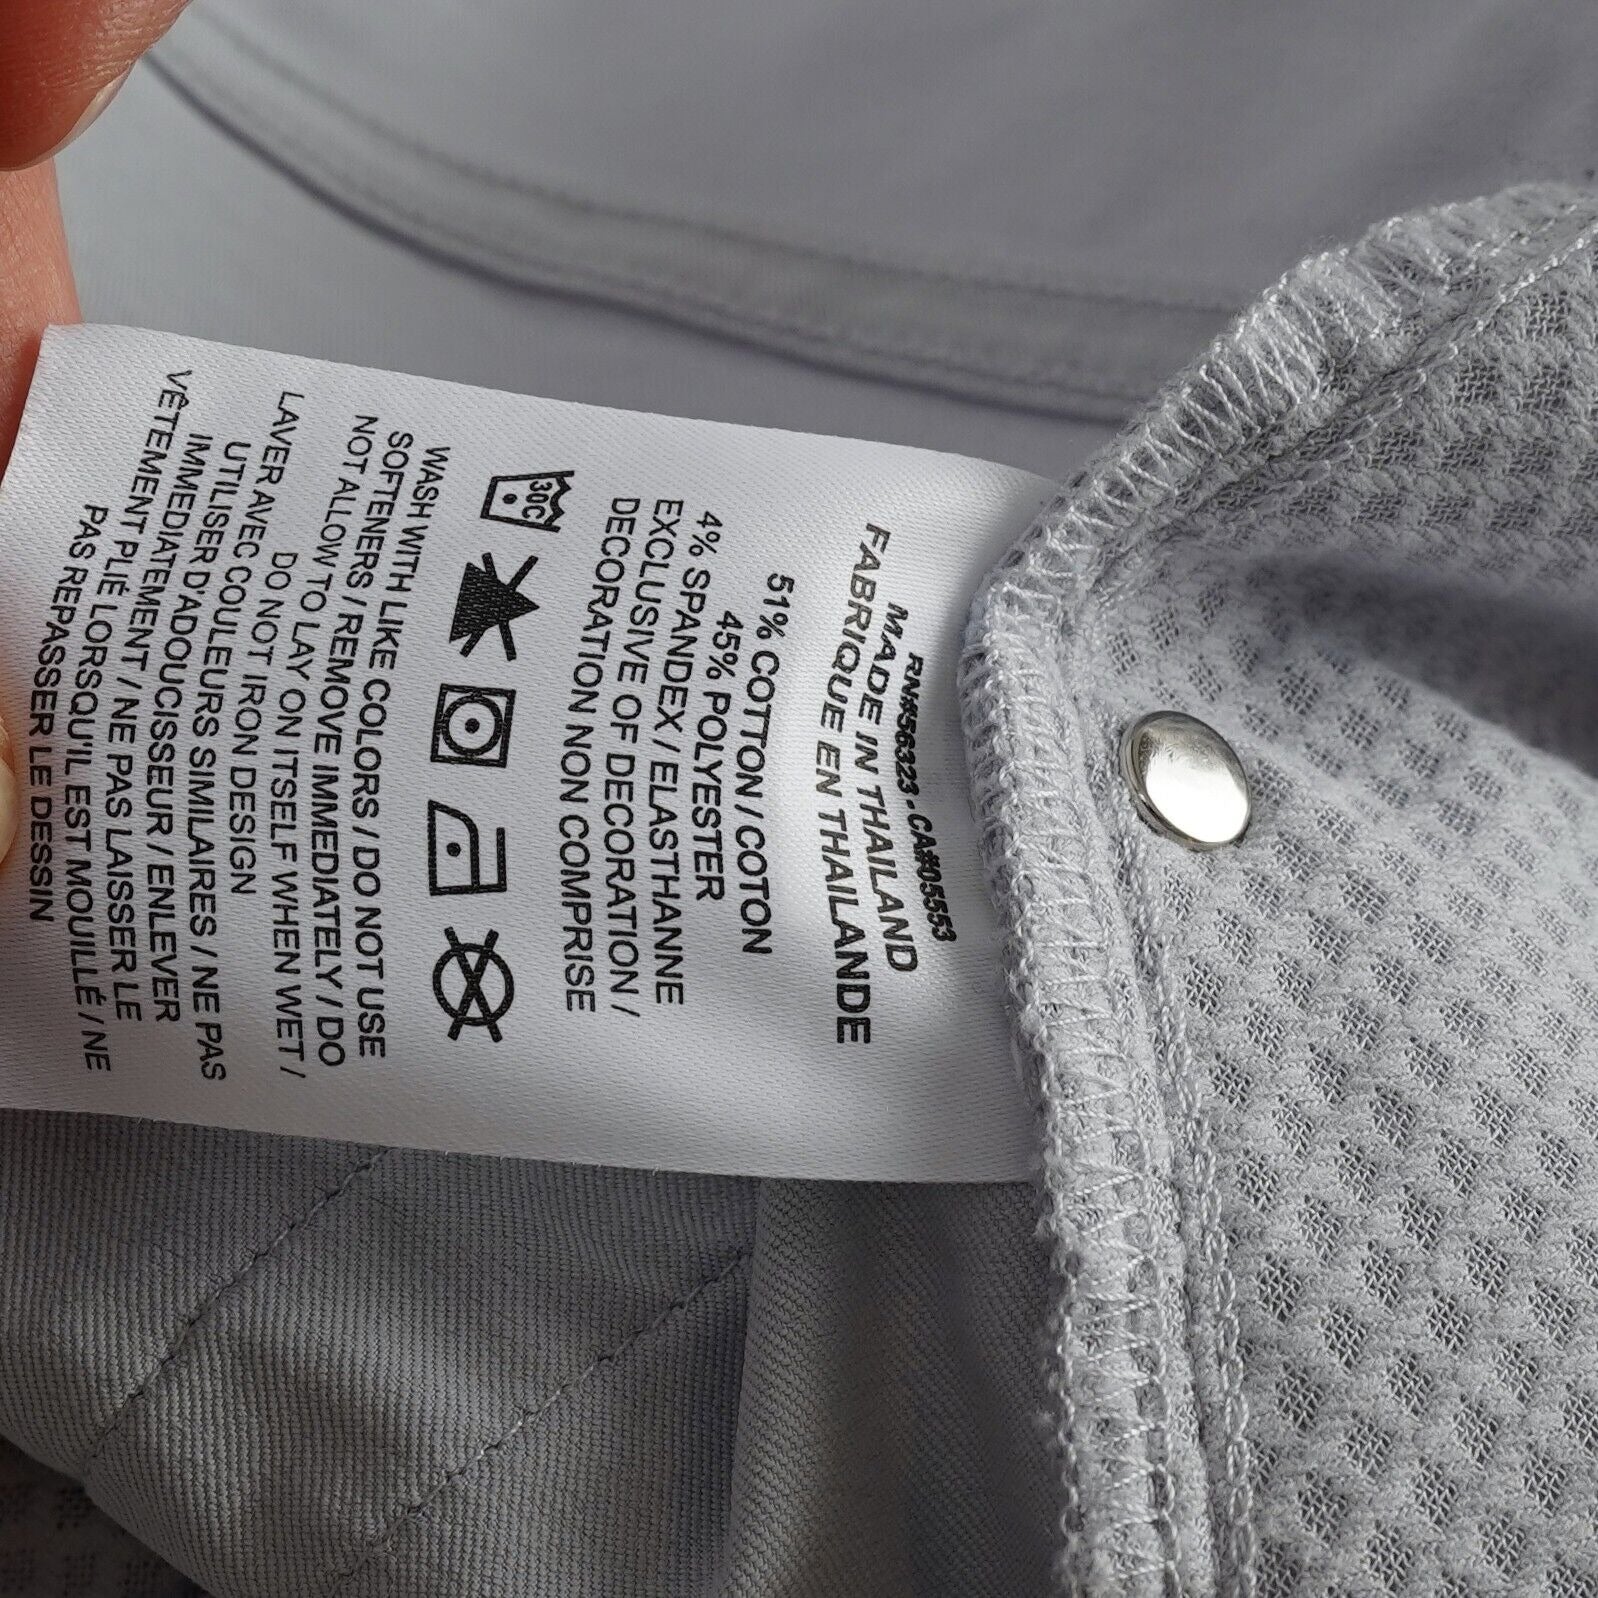 RN#56323 - CA#05553
MADE IN THAILAND
FABRIQUE EN THAILANDE
51% COTTON / COTON
45% POLYESTER
4% SPANDEX / ELASTHANNE
EXCLUSIVE OF DECORATION /
DECORATION NON COMPRISE
30C
WASH WITH LIKE COLORS / DO NOT USE
SOFTENERS / REMOVE IMMEDIATELY / DO
NOT ALLOW TO LAY ON ITSELF WHEN WET /
DO NOT IRON DESIGN
LAVER AVEC COULEURS SIMILAIRES / NE PAS
UTILISER D'ADOUCISSEUR / ENLEVER
IMMEDIATEMENT / NE PAS LAISSER LE
VÊTEMENT PLIÉ LORSQU'IL EST MOUILLÉ / NE
PAS REPASSER LE DESSIN